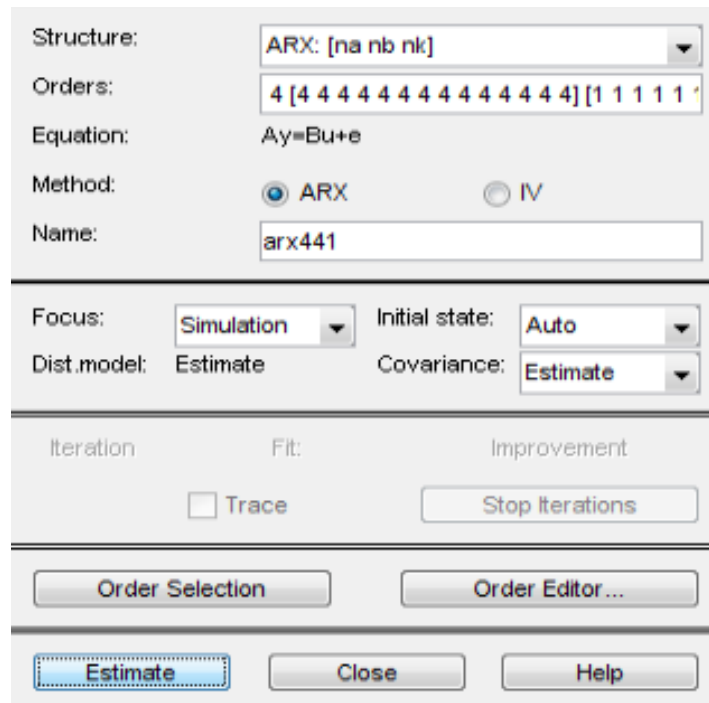 Structure: ARX: [na nb nk]
Orders: 4 [4 4 4 4 4 4 4 4 4 4 4 4 4 4] [1 1 1 1 1 1
Equation: Ay=Bu+e
Method: ARX IV
Name: arx441
Focus: Simulation Initial state: Auto
Dist.model: Estimate Covariance: Estimate
Iteration Fit: Improvement
Trace Stop Iterations
Order Selection Order Editor...
Estimate Close Help